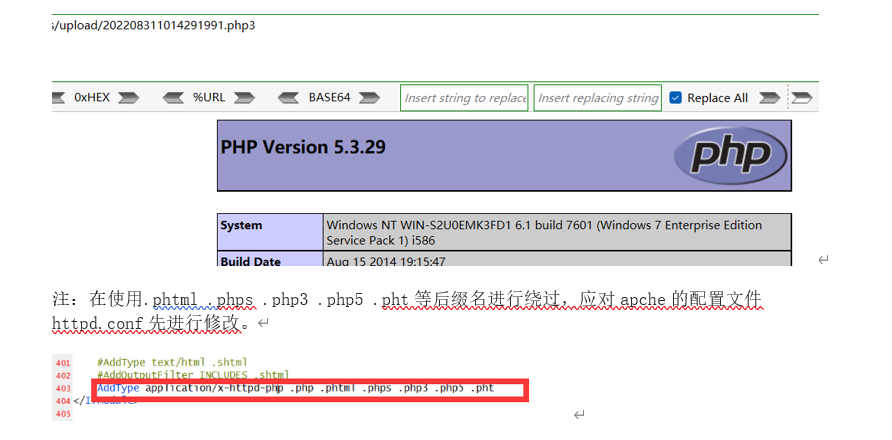 s/upload/202208311014291991.php3
0xHEX %URL BASE64 Insert string to replace Insert replacing string Replace All
PHP Version 5.3.29
php
System Windows NT WIN-S2U0EMK3FD1 6.1 build 7601 (Windows 7 Enterprise Edition
Service Pack 1) i586
Build Date Aug 15 2014 19:15:47
注：在使用.phtml .phps .php3 .php5 .pht 等后缀名进行绕过，应对 apche 的配置文件
httpd.conf 先进行修改。
401 #AddType text/html .shtml
402 #AddOutputFilter INCLUDES .shtml
403 AddType application/x-httpd-php .php .phtml .phps .php3 .php5 .pht
404 </IfModule>
405